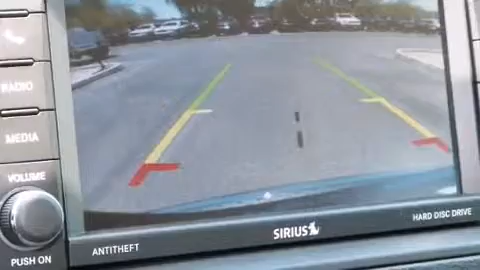 RADIO
MEDIA
VOLUME
PUSH ON
ANTITHEFT
SIRIUS
HARD DISC DRIVE